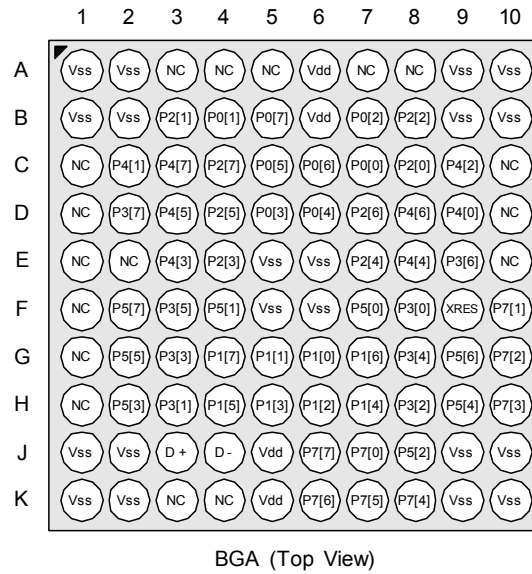 1 2 3 4 5 6 7 8 9 10
A Vss Vss NC NC NC Vdd NC NC Vss Vss
B Vss Vss P2[1] P0[1] P0[7] Vdd P0[2] P2[2] Vss Vss
C NC P4[1] P4[7] P2[7] P0[5] P0[6] P0[0] P2[0] P4[2] NC
D NC P3[7] P4[5] P2[5] P0[3] P0[4] P2[6] P4[6] P4[0] NC
E NC NC P4[3] P2[3] Vss Vss P2[4] P4[4] P3[6] NC
F NC P5[7] P3[5] P5[1] Vss Vss P5[0] P3[0] XRES P7[1]
G NC P5[5] P3[3] P1[7] P1[1] P1[0] P1[6] P3[4] P5[6] P7[2]
H NC P5[3] P3[1] P1[5] P1[3] P1[2] P1[4] P3[2] P5[4] P7[3]
J Vss Vss D + D - Vdd P7[7] P7[0] P5[2] Vss Vss
K Vss Vss NC NC Vdd P7[6] P7[5] P7[4] Vss Vss
BGA (Top View)